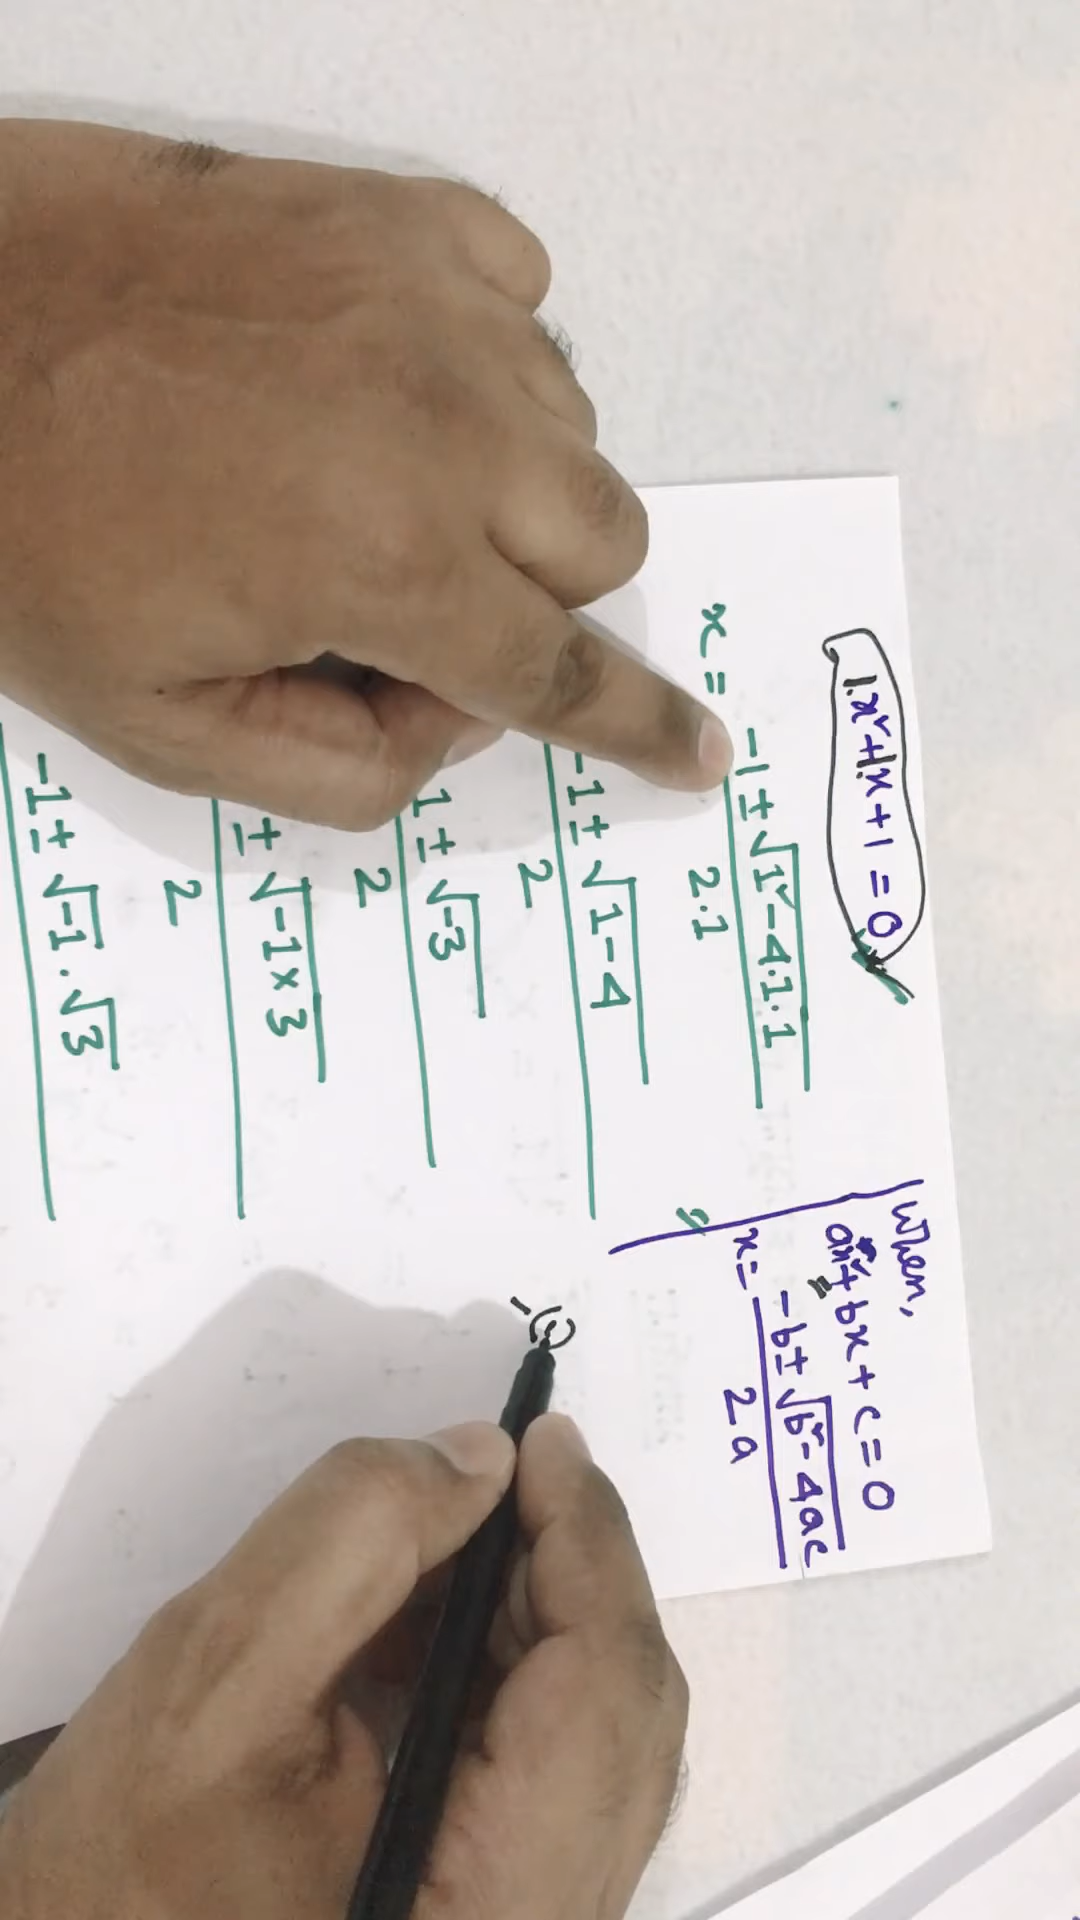 1.x²+1.x+1 = 0
x = -1±√1²-4.1.1
2.1
-1±√1-4
2
1±√-3
2
±√-1×3
2
-1±√-1.√3
When,
ax²+bx+c=0
x= -b±√b²-4ac
2a
-(